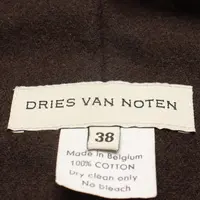 DRIES VAN NOTEN
38
Made in Belgium
100% COTTON
Dry clean only
No bleach